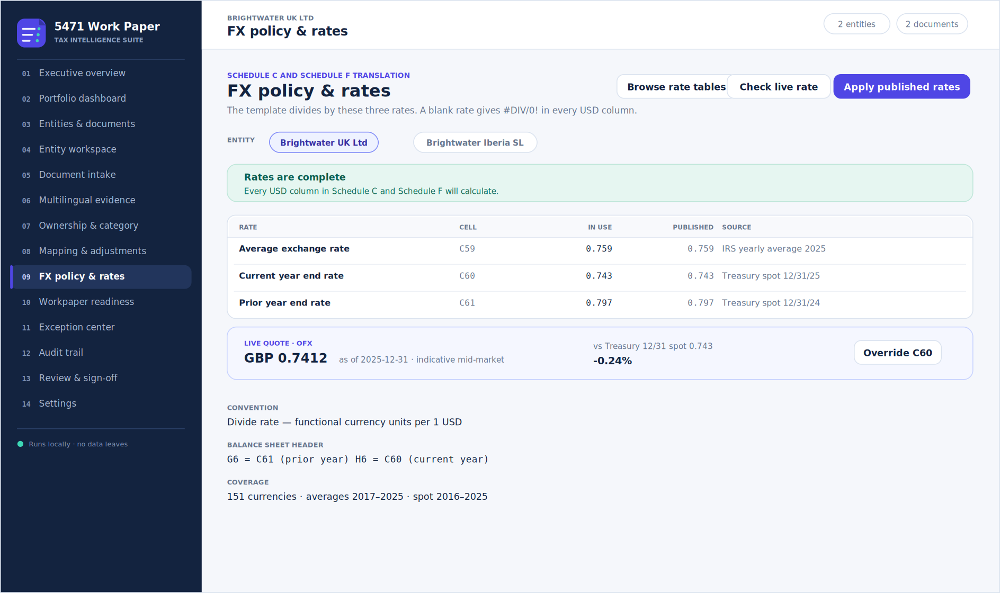 5471 Work Paper
TAX INTELLIGENCE SUITE
01 Executive overview
02 Portfolio dashboard
03 Entities & documents
04 Entity workspace
05 Document intake
06 Multilingual evidence
07 Ownership & category
08 Mapping & adjustments
09 FX policy & rates
10 Workpaper readiness
11 Exception center
12 Audit trail
13 Review & sign-off
14 Settings
Runs locally · no data leaves
BRIGHTWATER UK LTD
FX policy & rates
2 entities 2 documents
SCHEDULE C AND SCHEDULE F TRANSLATION
FX policy & rates
Browse rate tables Check live rate Apply published rates
The template divides by these three rates. A blank rate gives #DIV/0! in every USD column.
ENTITY Brightwater UK Ltd Brightwater Iberia SL
Rates are complete
Every USD column in Schedule C and Schedule F will calculate.
RATE CELL IN USE PUBLISHED SOURCE
Average exchange rate C59 0.759 0.759 IRS yearly average 2025
Current year end rate C60 0.743 0.743 Treasury spot 12/31/25
Prior year end rate C61 0.797 0.797 Treasury spot 12/31/24
LIVE QUOTE · OFX
GBP 0.7412 as of 2025-12-31 · indicative mid-market
vs Treasury 12/31 spot 0.743
-0.24%
Override C60
CONVENTION
Divide rate — functional currency units per 1 USD
BALANCE SHEET HEADER
G6 = C61 (prior year) H6 = C60 (current year)
COVERAGE
151 currencies · averages 2017–2025 · spot 2016–2025